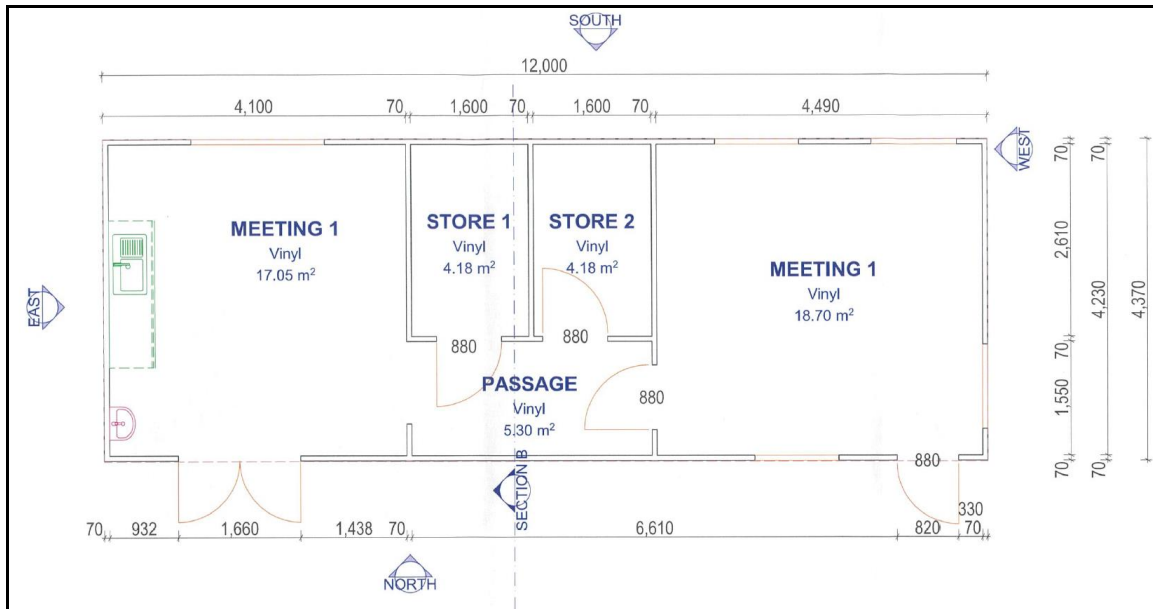 SOUTH
12,000
4,100
70
1,600
70
1,600
70
4,490
WEST
70
70
2,610
4,230
4,370
70
1,550
70
70
EAST
MEETING 1
Vinyl
17.05 m²
STORE 1
Vinyl
4.18 m²
STORE 2
Vinyl
4.18 m²
MEETING 1
Vinyl
18.70 m²
880
880
880
PASSAGE
Vinyl
5.30 m²
880
SECTION B
70
932
1,660
1,438
70
6,610
820
330
70
NORTH